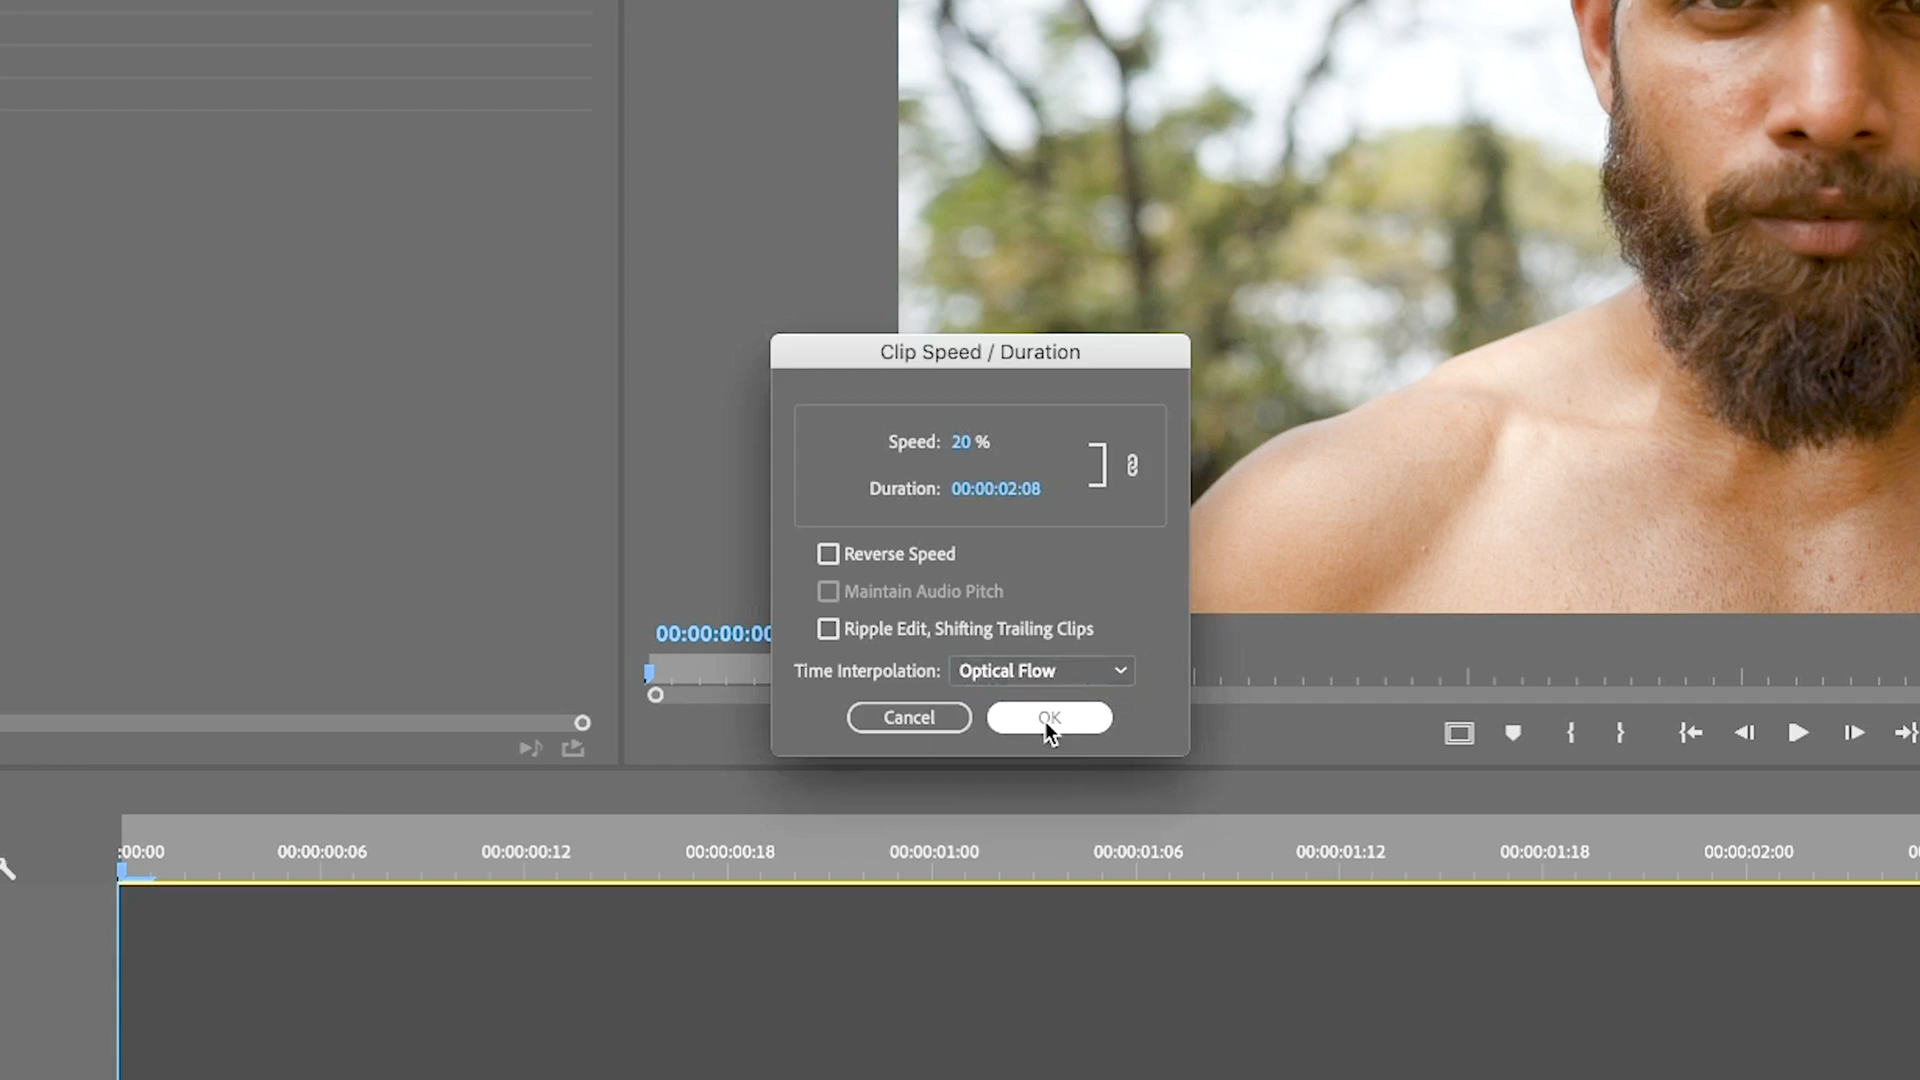 Clip Speed / Duration
Speed: 20 %
Duration: 00:00:02:08
Reverse Speed
Maintain Audio Pitch
Ripple Edit, Shifting Trailing Clips
Time Interpolation: Optical Flow
Cancel OK
00:00:00:00
:00:00 00:00:00:06 00:00:00:12 00:00:00:18 00:00:01:00 00:00:01:06 00:00:01:12 00:00:01:18 00:00:02:00